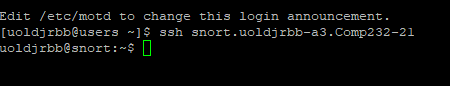 Edit /etc/motd to change this login announcement.
[uoldjrbb@users ~]$ ssh snort.uoldjrbb-a3.Comp232-21
uoldjrbb@snort:~$